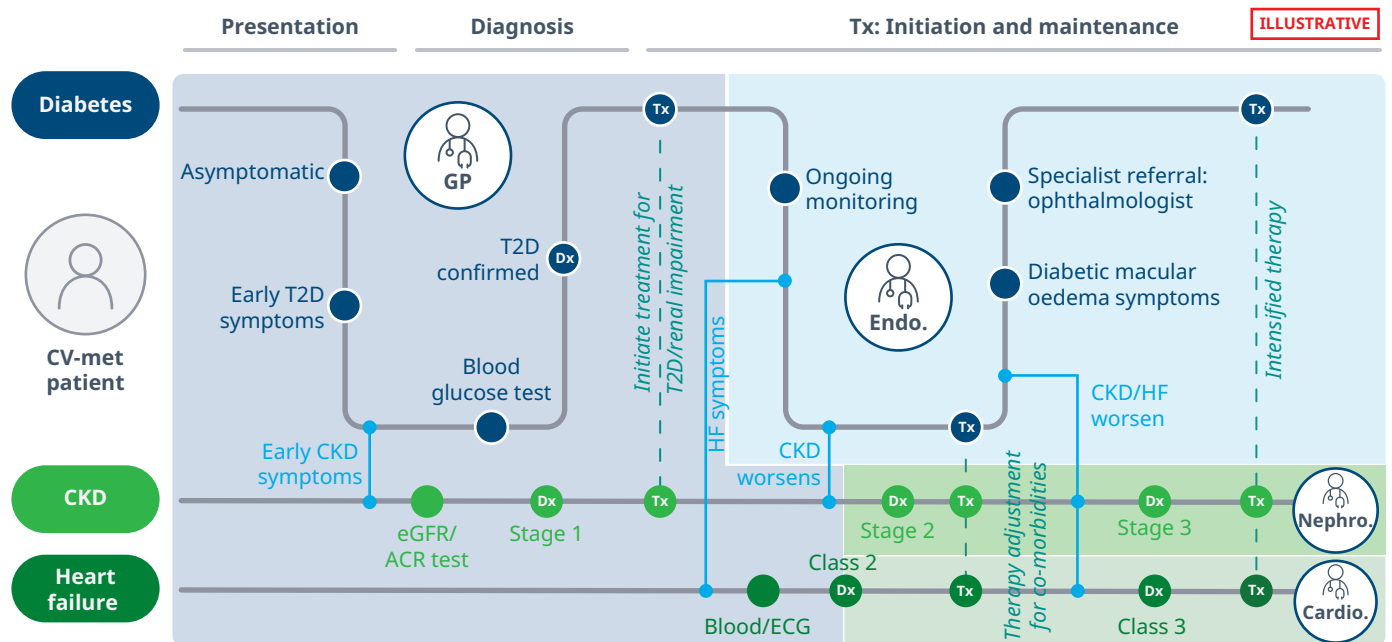 Presentation
Diagnosis
Tx: Initiation and maintenance
ILLUSTRATIVE
Diabetes
Tx
Tx
GP
Asymptomatic
Ongoing
monitoring
Specialist referral:
ophthalmologist
Initiate treatment for
T2D/renal impairment
Intensified therapy
T2D
confirmed
Dx
Early T2D
symptoms
Endo.
Diabetic macular
oedema symptoms
CV-met
patient
Blood
glucose test
HF symptoms
CKD/HF
worsen
Tx
Early CKD
symptoms
CKD
worsens
Therapy adjustment
for co-morbidities
CKD
Dx
Tx
Dx
Tx
Dx
Tx
Nephro.
eGFR/
ACR test
Stage 1
Stage 2
Stage 3
Class 2
Heart
failure
Dx
Tx
Dx
Tx
Cardio.
Blood/ECG
Class 3